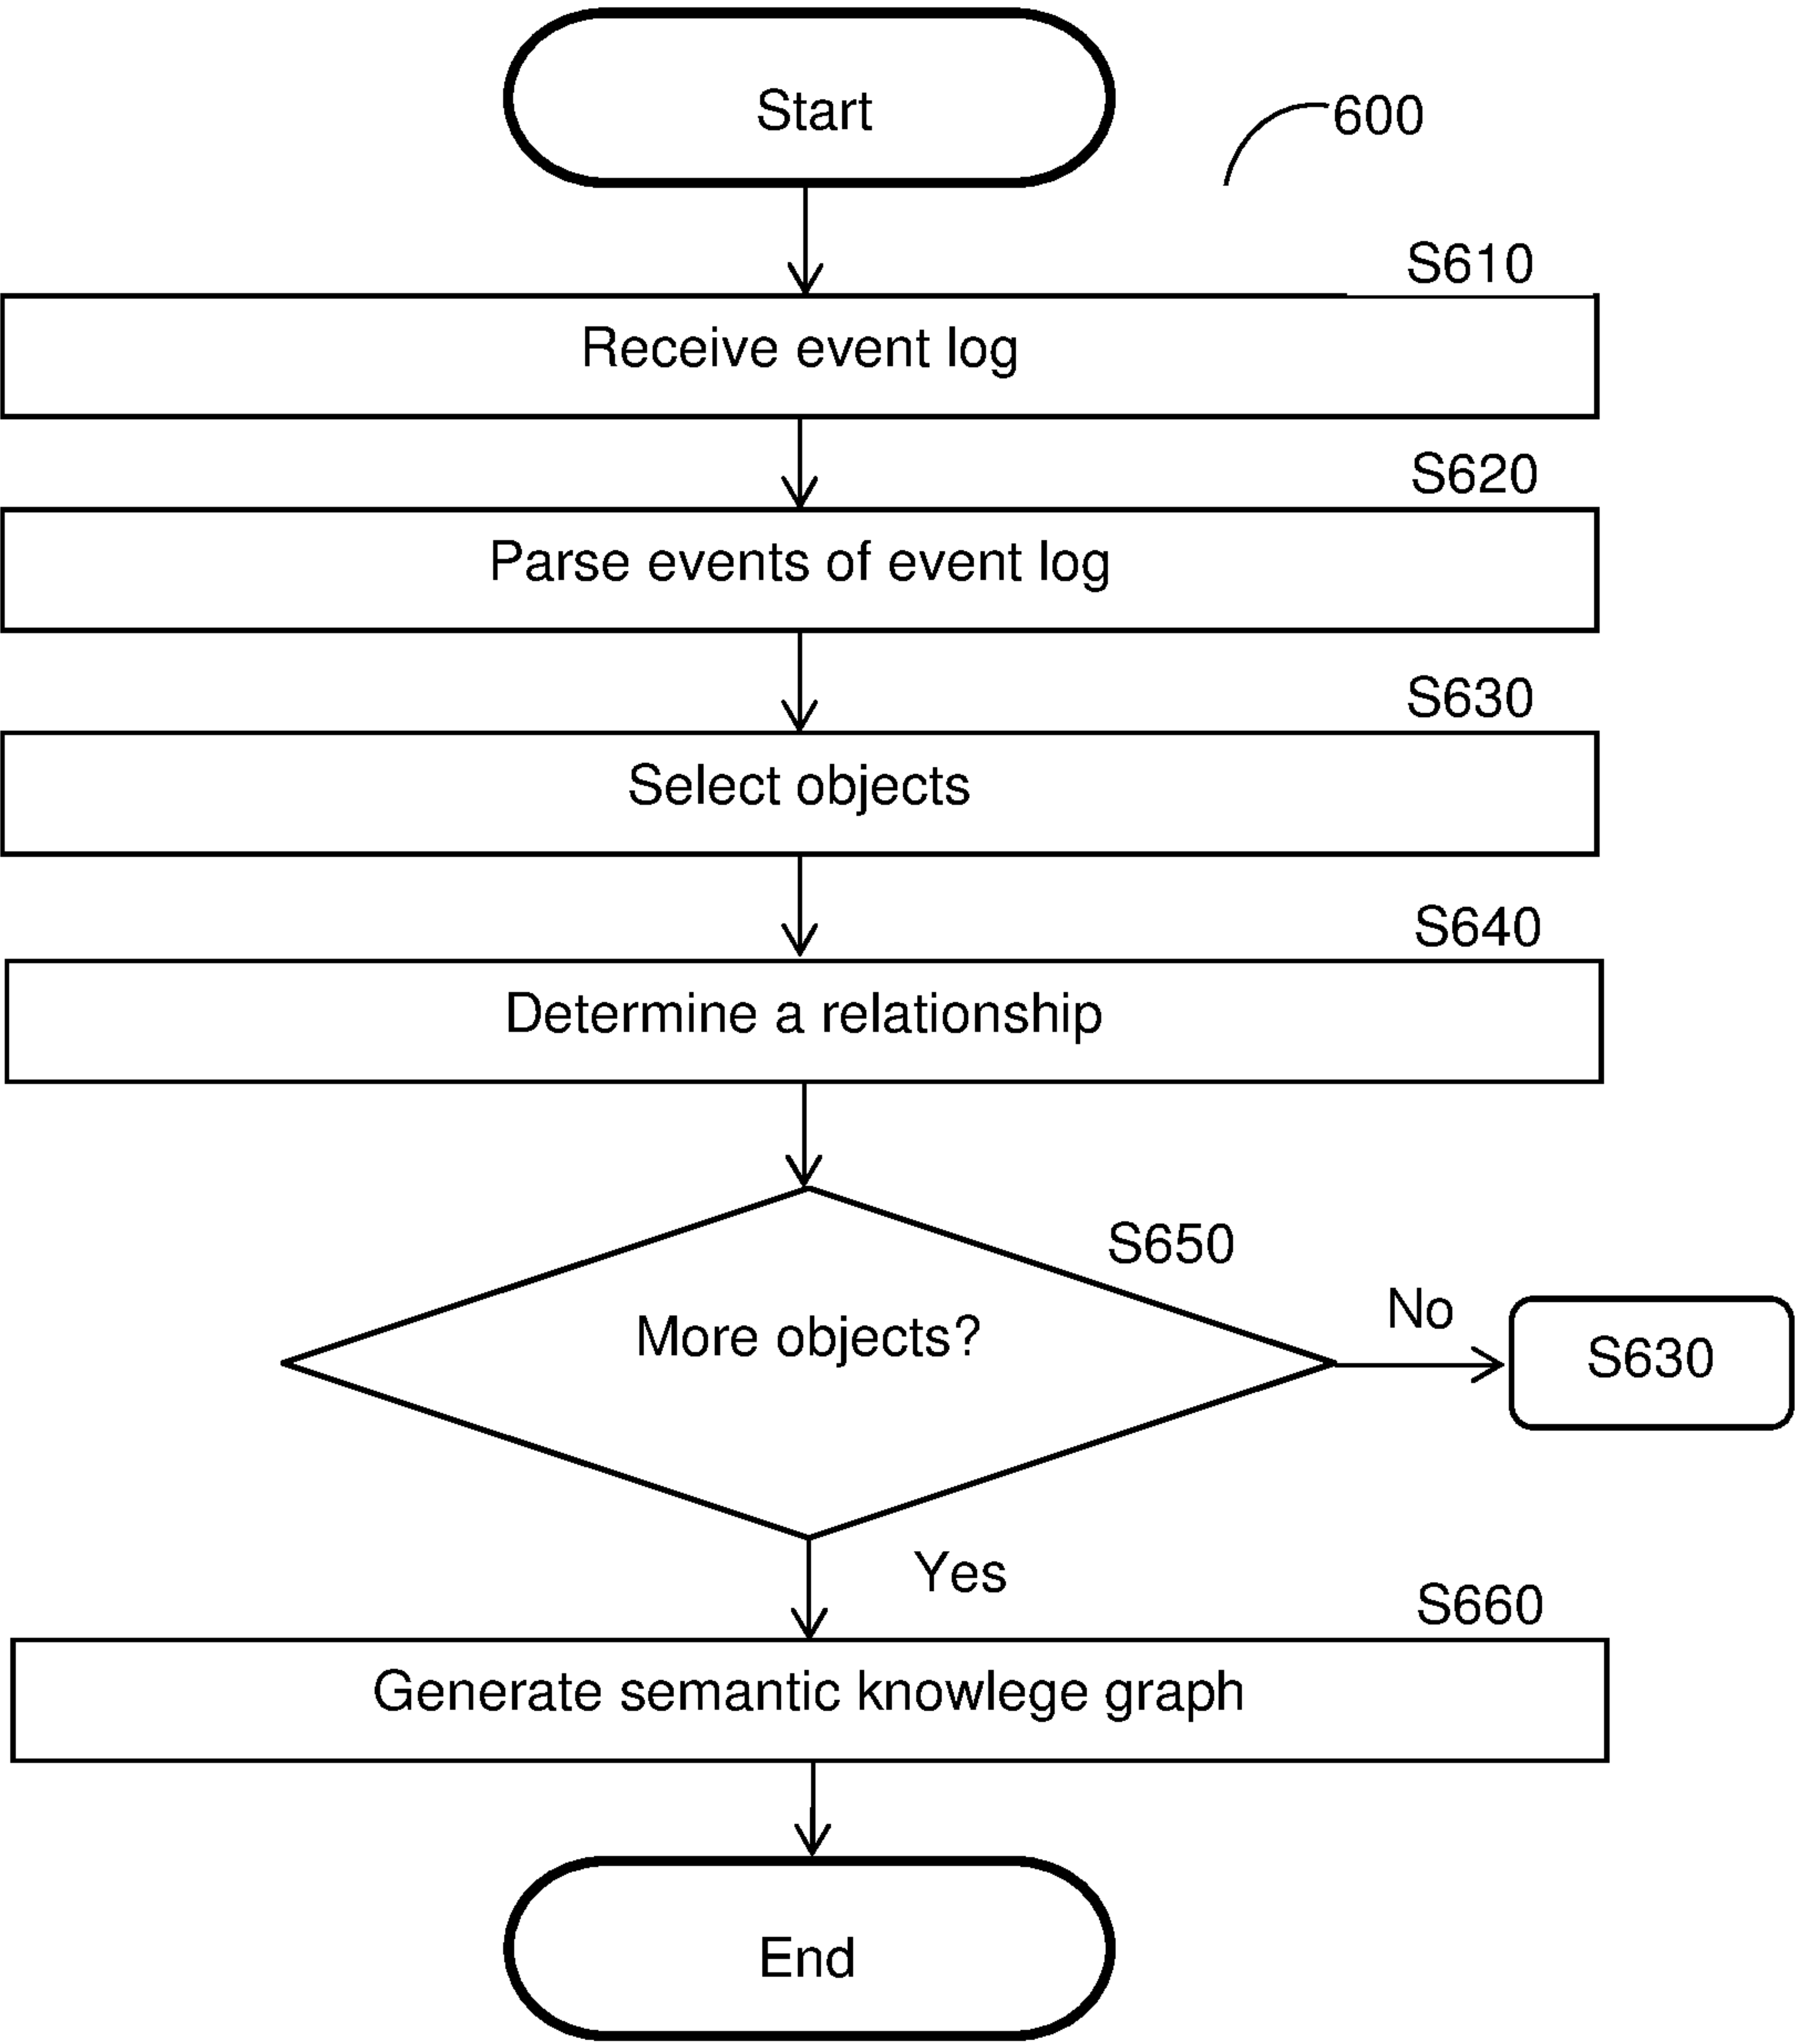 Start
600
S610
Receive event log
S620
Parse events of event log
S630
Select objects
S640
Determine a relationship
S650
More objects?
No
S630
Yes
S660
Generate semantic knowlege graph
End